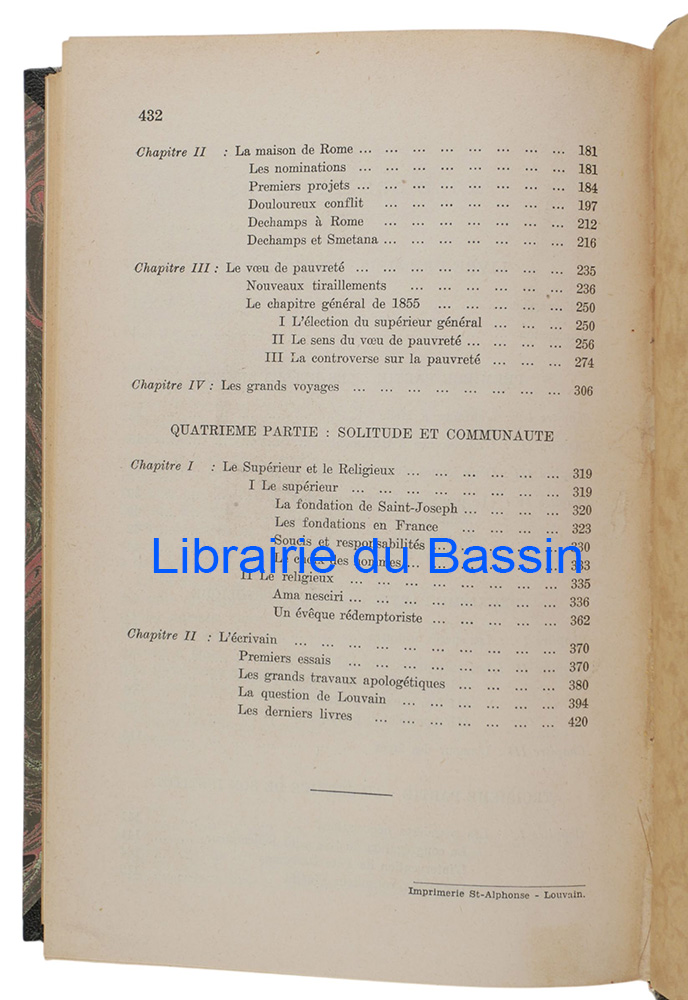 432
Chapitre II : La maison de Rome ... ... ... ... ... ... ... ... 181
Les nominations ... ... ... ... ... ... ... ... 181
Premiers projets ... ... ... ... ... ... ... ... 184
Douloureux conflit ... ... ... ... ... ... ... 197
Dechamps à Rome ... ... ... ... ... ... ... 212
Dechamps et Smetana ... ... ... ... ... ... ... 216
Chapitre III : Le vœu de pauvreté ... ... ... ... ... ... ... ... 235
Nouveaux tiraillements ... ... ... ... ... ... 236
Le chapitre général de 1855 ... ... ... ... ... 250
I L'élection du supérieur général ... ... ... 250
II Le sens du vœu de pauvreté ... ... ... ... 256
III La controverse sur la pauvreté ... ... ... 274
Chapitre IV : Les grands voyages ... ... ... ... ... ... ... ... 306
QUATRIEME PARTIE : SOLITUDE ET COMMUNAUTE
Chapitre I : Le Supérieur et le Religieux ... ... ... ... ... ... 319
I Le supérieur ... ... ... ... ... ... ... ... 319
La fondation de Saint-Joseph ... ... ... ... 320
Les fondations en France ... ... ... ... 323
Soucis et responsabilités ... ... ... ... ... 330
Librairie du Bassin
Le choix des hommes ... ... ... ... ... ... 333
II Le religieux ... ... ... ... ... ... ... ... 335
Ama nesciri ... ... ... ... ... ... ... ... 336
Un évêque rédemptoriste ... ... ... ... ... 362
Chapitre II : L'écrivain ... ... ... ... ... ... ... ... ... ... 370
Premiers essais ... ... ... ... ... ... ... ... 370
Les grands travaux apologétiques ... ... ... ... 380
La question de Louvain ... ... ... ... ... ... 394
Les derniers livres ... ... ... ... ... ... ... 420
Imprimerie St-Alphonse - Louvain.